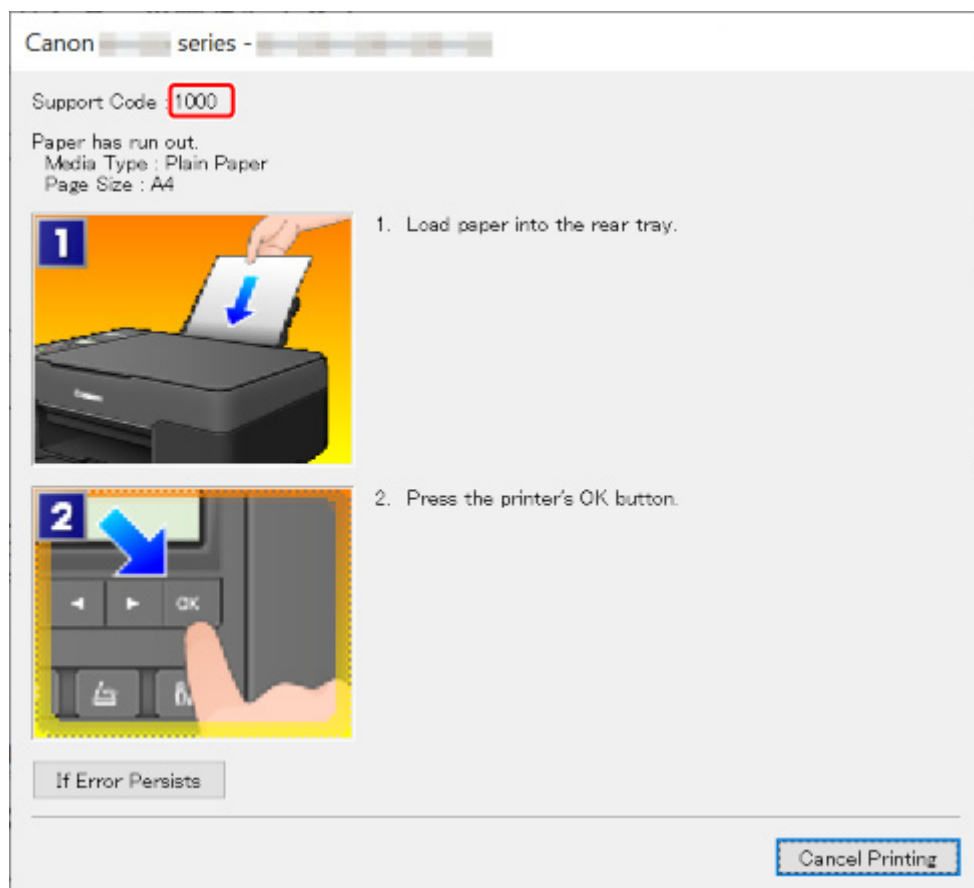 Canon series -
Support Code : 1000
Paper has run out.
Media Type : Plain Paper
Page Size : A4
1
1. Load paper into the rear tray.
Canon
2
2. Press the printer's OK button.
OK
If Error Persists
Cancel Printing